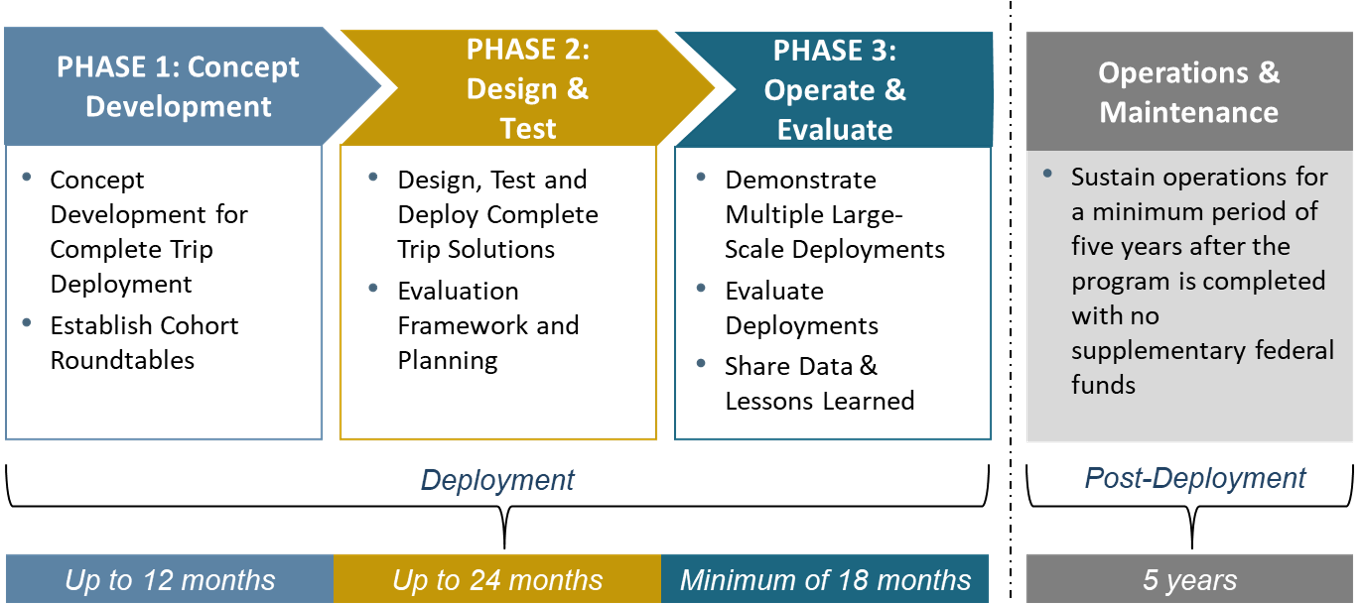 PHASE 1: Concept
Development
PHASE 2:
Design &
Test
PHASE 3:
Operate &
Evaluate
Operations &
Maintenance
• Concept
Development for
Complete Trip
Deployment
• Establish Cohort
Roundtables
• Design, Test and
Deploy Complete
Trip Solutions
• Evaluation
Framework and
Planning
• Demonstrate
Multiple Large-
Scale Deployments
• Evaluate
Deployments
• Share Data &
Lessons Learned
• Sustain operations for
a minimum period of
five years after the
program is completed
with no
supplementary federal
funds
Deployment
Post-Deployment
Up to 12 months
Up to 24 months
Minimum of 18 months
5 years